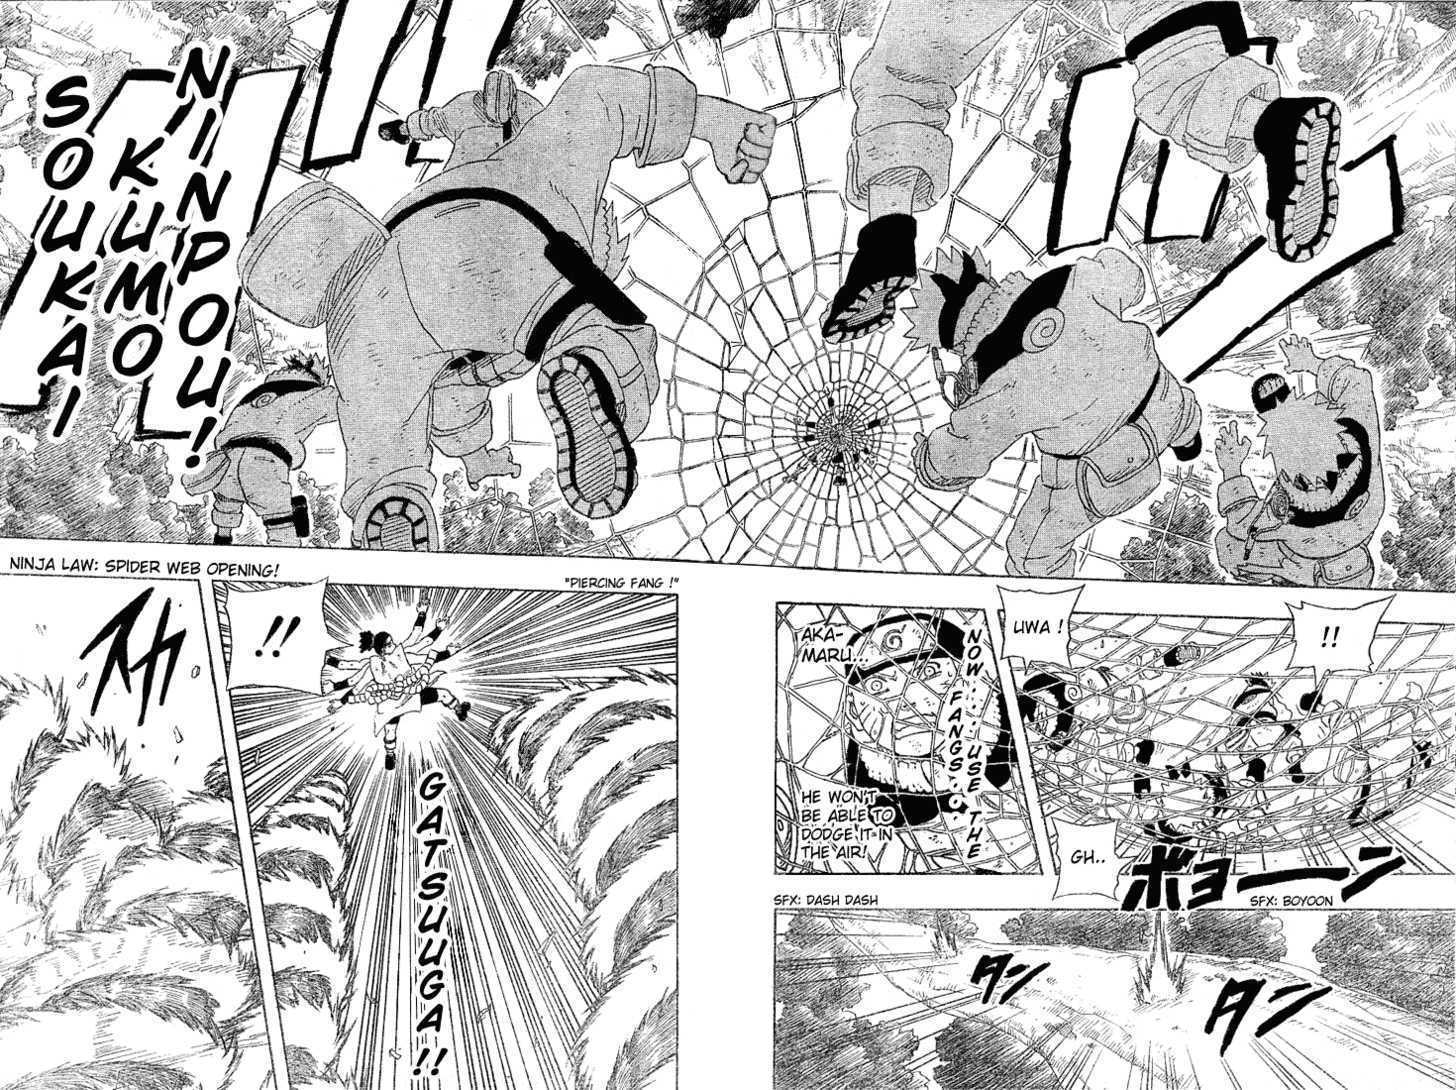 NINPOU!
KUMO
SOUKAI
NINJA LAW: SPIDER WEB OPENING!
!!
UWA !
GH..
ボヨーン
SFX: BOYOON
AKA-
MARU...
NOW... USE THE
FANGS..
HE WON'T
BE ABLE TO
DODGE IT IN
THE AIR!
SFX: DASH DASH
タン
タン
"PIERCING FANG !"
!!
GATSUUGA!!